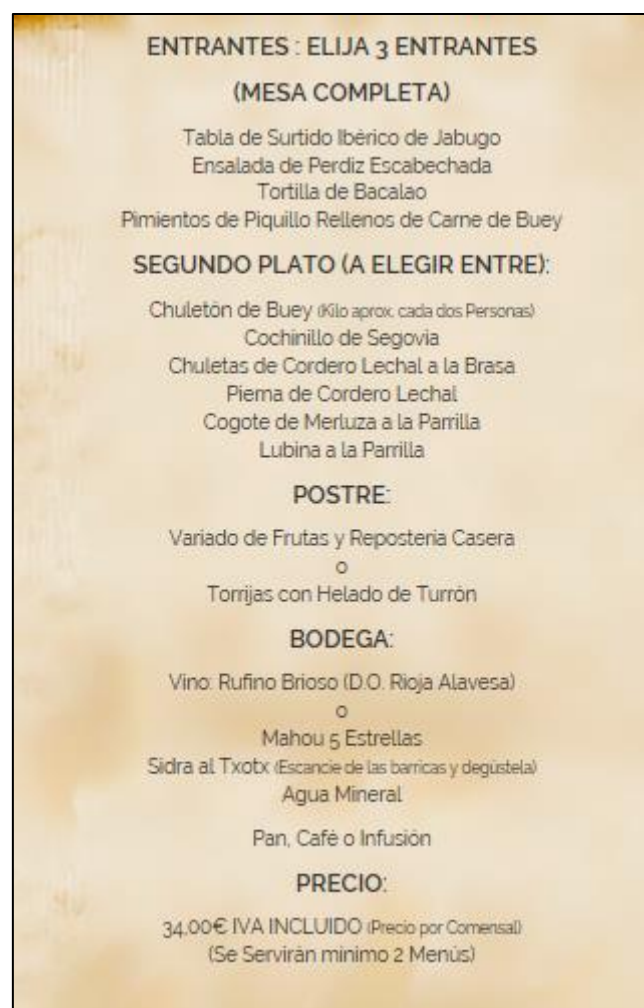 ENTRANTES : ELIJA 3 ENTRANTES
(MESA COMPLETA)
Tabla de Surtido Ibérico de Jabugo
Ensalada de Perdiz Escabechada
Tortilla de Bacalao
Pimientos de Piquillo Rellenos de Carne de Buey
SEGUNDO PLATO (A ELEGIR ENTRE):
Chuletón de Buey (Kilo aprox. cada dos Personas)
Cochinillo de Segovia
Chuletas de Cordero Lechal a la Brasa
Pierna de Cordero Lechal
Cogote de Merluza a la Parrilla
Lubina a la Parrilla
POSTRE:
Variado de Frutas y Repostería Casera
o
Torrijas con Helado de Turrón
BODEGA:
Vino: Rufino Brioso (D.O. Rioja Alavesa)
o
Mahou 5 Estrellas
Sidra al Txotx (Escancie de las barricas y degústela)
Agua Mineral
Pan, Café o Infusión
PRECIO:
34,00€ IVA INCLUIDO (Precio por Comensal)
(Se Servirán mínimo 2 Menús)